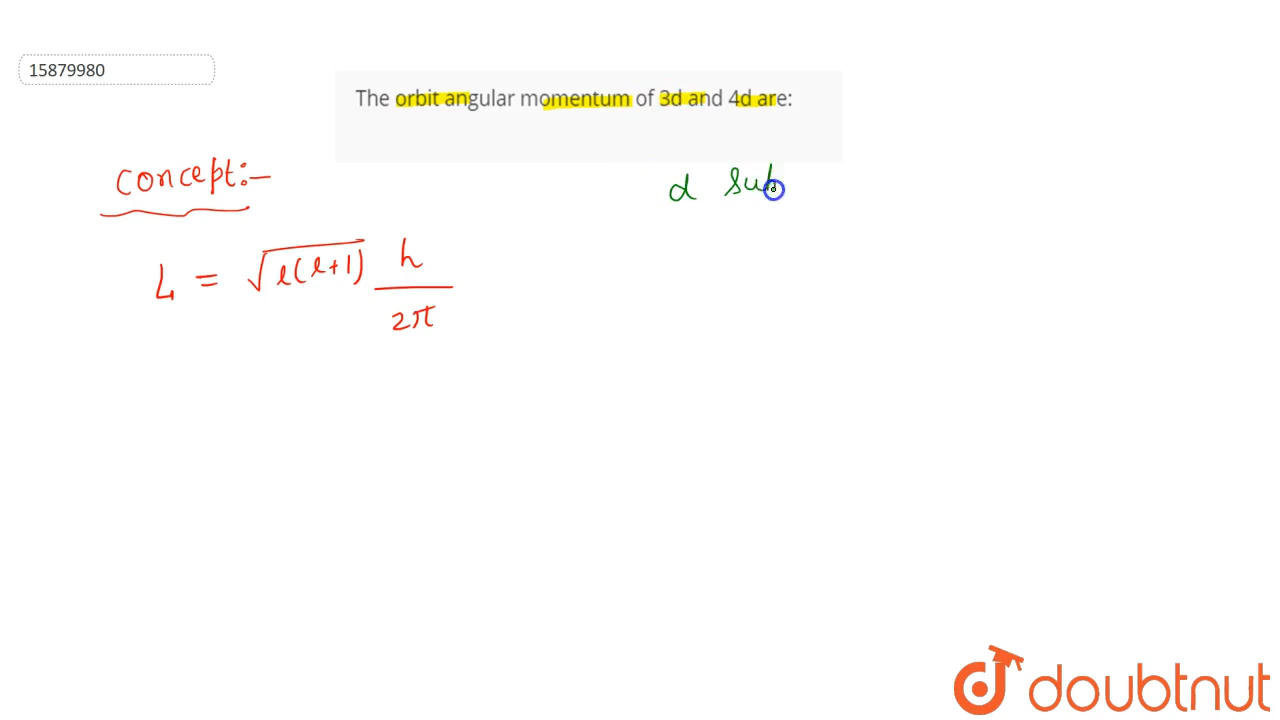 15879980
The orbit angular momentum of 3d and 4d are:
Concept:-
d sub
L = √l(l+1) h/2π
doubtnut